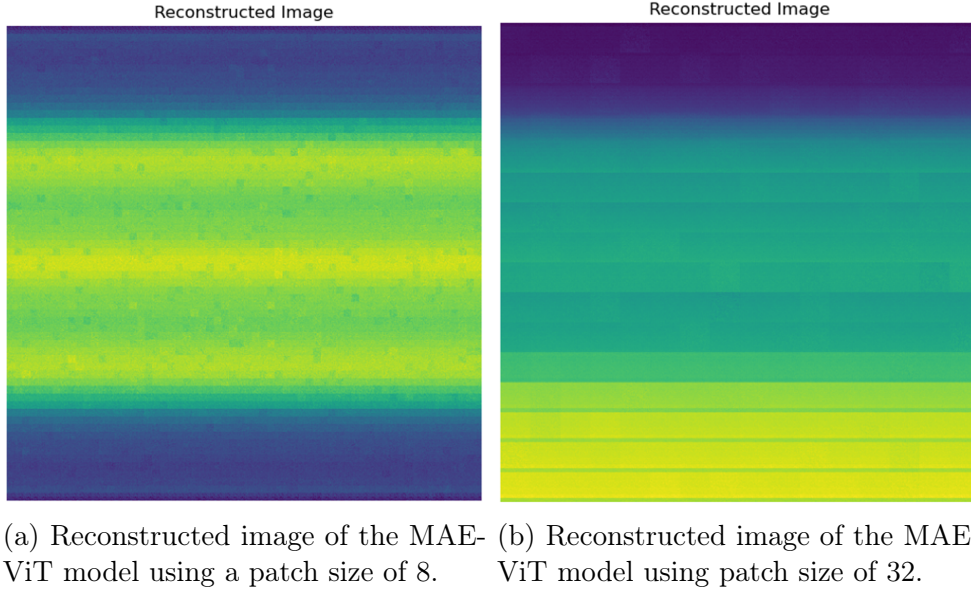 Reconstructed Image
Reconstructed Image
(a) Reconstructed image of the MAE-
ViT model using a patch size of 8.
(b) Reconstructed image of the MAE
ViT model using patch size of 32.